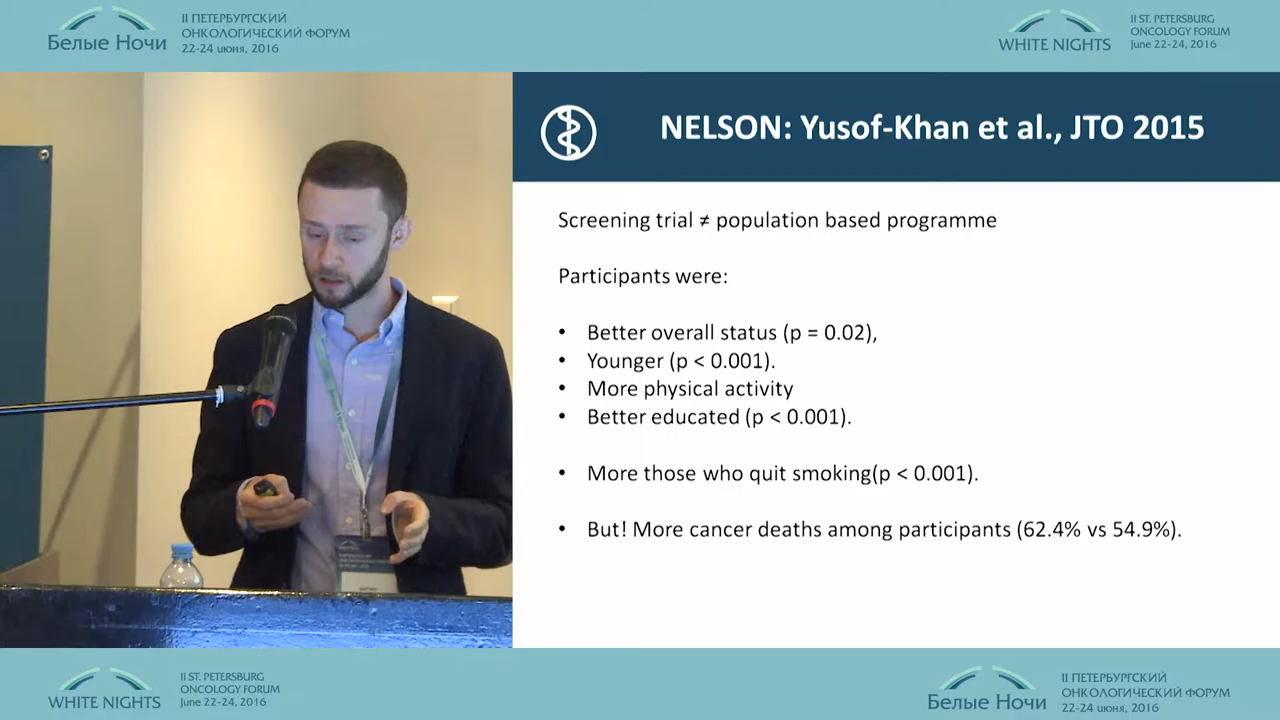 Белые Ночи
II ПЕТЕРБУРГСКИЙ
ОНКОЛОГИЧЕСКИЙ ФОРУМ
22-24 июня, 2016
WHITE NIGHTS
II ST. PETERSBURG
ONCOLOGY FORUM
June 22-24, 2016
NELSON: Yusof-Khan et al., JTO 2015
Screening trial ≠ population based programme
Participants were:
• Better overall status (p = 0.02),
• Younger (p < 0.001).
• More physical activity
• Better educated (p < 0.001).
• More those who quit smoking(p < 0.001).
• But! More cancer deaths among participants (62.4% vs 54.9%).
WHITE NIGHTS
II ST. PETERSBURG
ONCOLOGY FORUM
June 22-24, 2016
Белые Ночи
II ПЕТЕРБУРГСКИЙ
ОНКОЛОГИЧЕСКИЙ ФОРУМ
22-24 июня, 2016